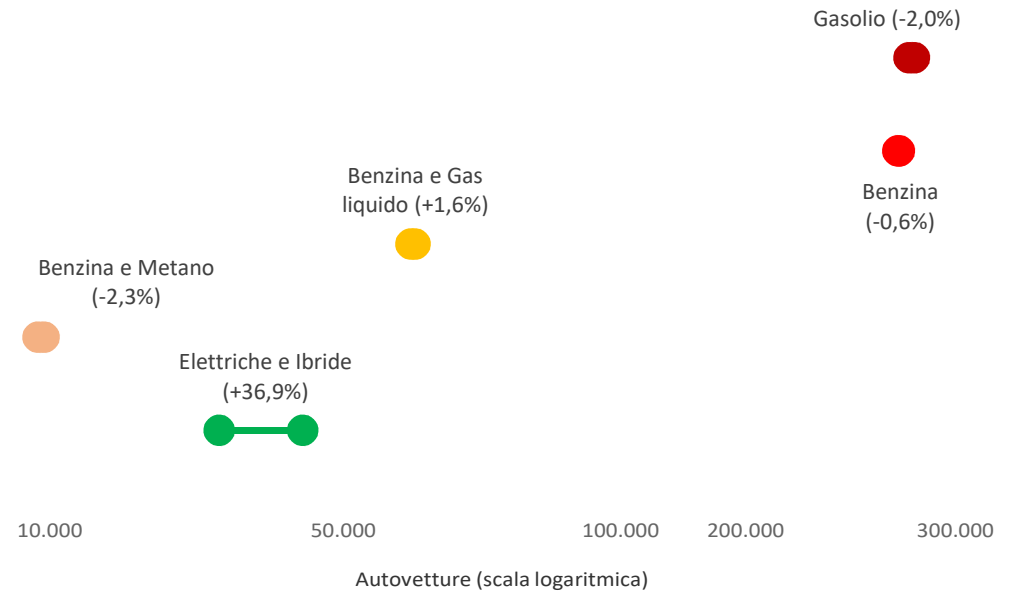 Gasolio (-2,0%)
Benzina
(-0,6%)
Benzina e Gas
liquido (+1,6%)
Benzina e Metano
(-2,3%)
Elettriche e Ibride
(+36,9%)
10.000 50.000 100.000 200.000 300.000
Autovetture (scala logaritmica)